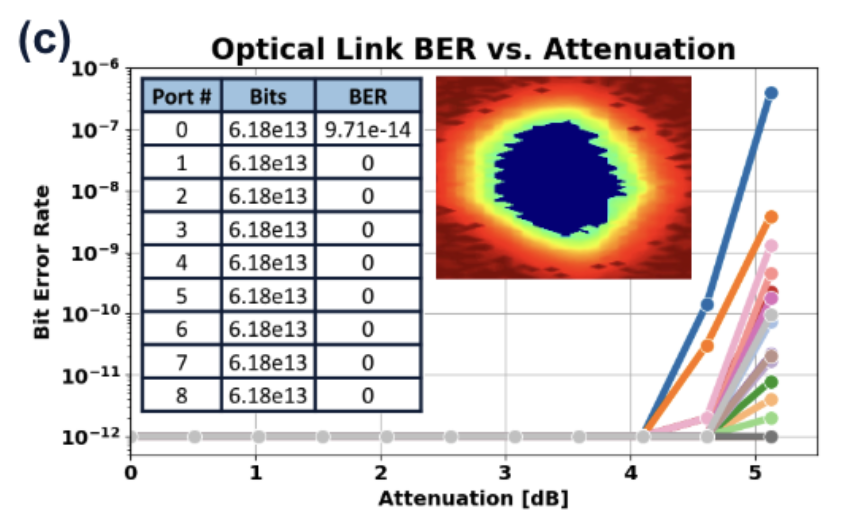 (c)
Optical Link BER vs. Attenuation
Bit Error Rate
10⁻⁶
10⁻⁷
10⁻⁸
10⁻⁹
10⁻¹⁰
10⁻¹¹
10⁻¹²
Port # Bits BER
0 6.18e13 9.71e-14
1 6.18e13 0
2 6.18e13 0
3 6.18e13 0
4 6.18e13 0
5 6.18e13 0
6 6.18e13 0
7 6.18e13 0
8 6.18e13 0
0 1 2 3 4 5
Attenuation [dB]